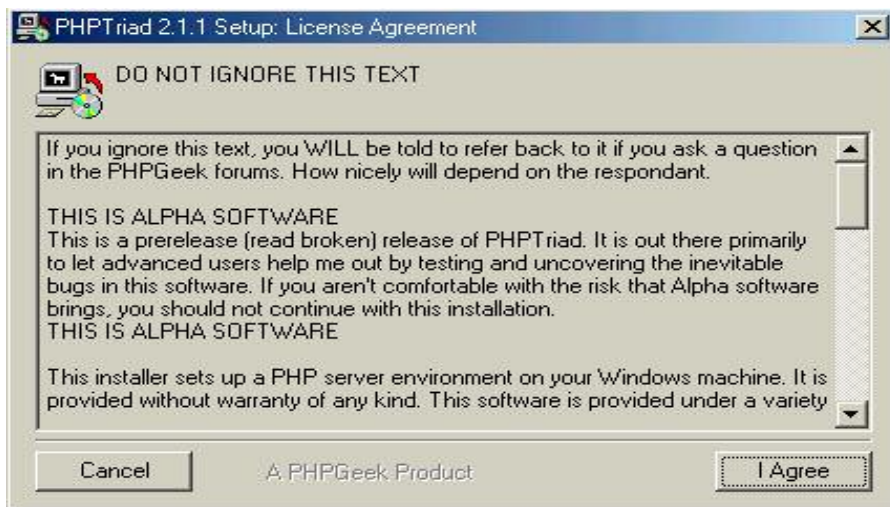 PHPTriad 2.1.1 Setup: License Agreement
DO NOT IGNORE THIS TEXT
If you ignore this text, you WILL be told to refer back to it if you ask a question
in the PHPGeek forums. How nicely will depend on the respondant.
THIS IS ALPHA SOFTWARE
This is a prerelease (read broken) release of PHPTriad. It is out there primarily
to let advanced users help me out by testing and uncovering the inevitable
bugs in this software. If you aren't comfortable with the risk that Alpha software
brings, you should not continue with this installation.
THIS IS ALPHA SOFTWARE
This installer sets up a PHP server environment on your Windows machine. It is
provided without warranty of any kind. This software is provided under a variety
Cancel
A PHPGeek Product
I Agree